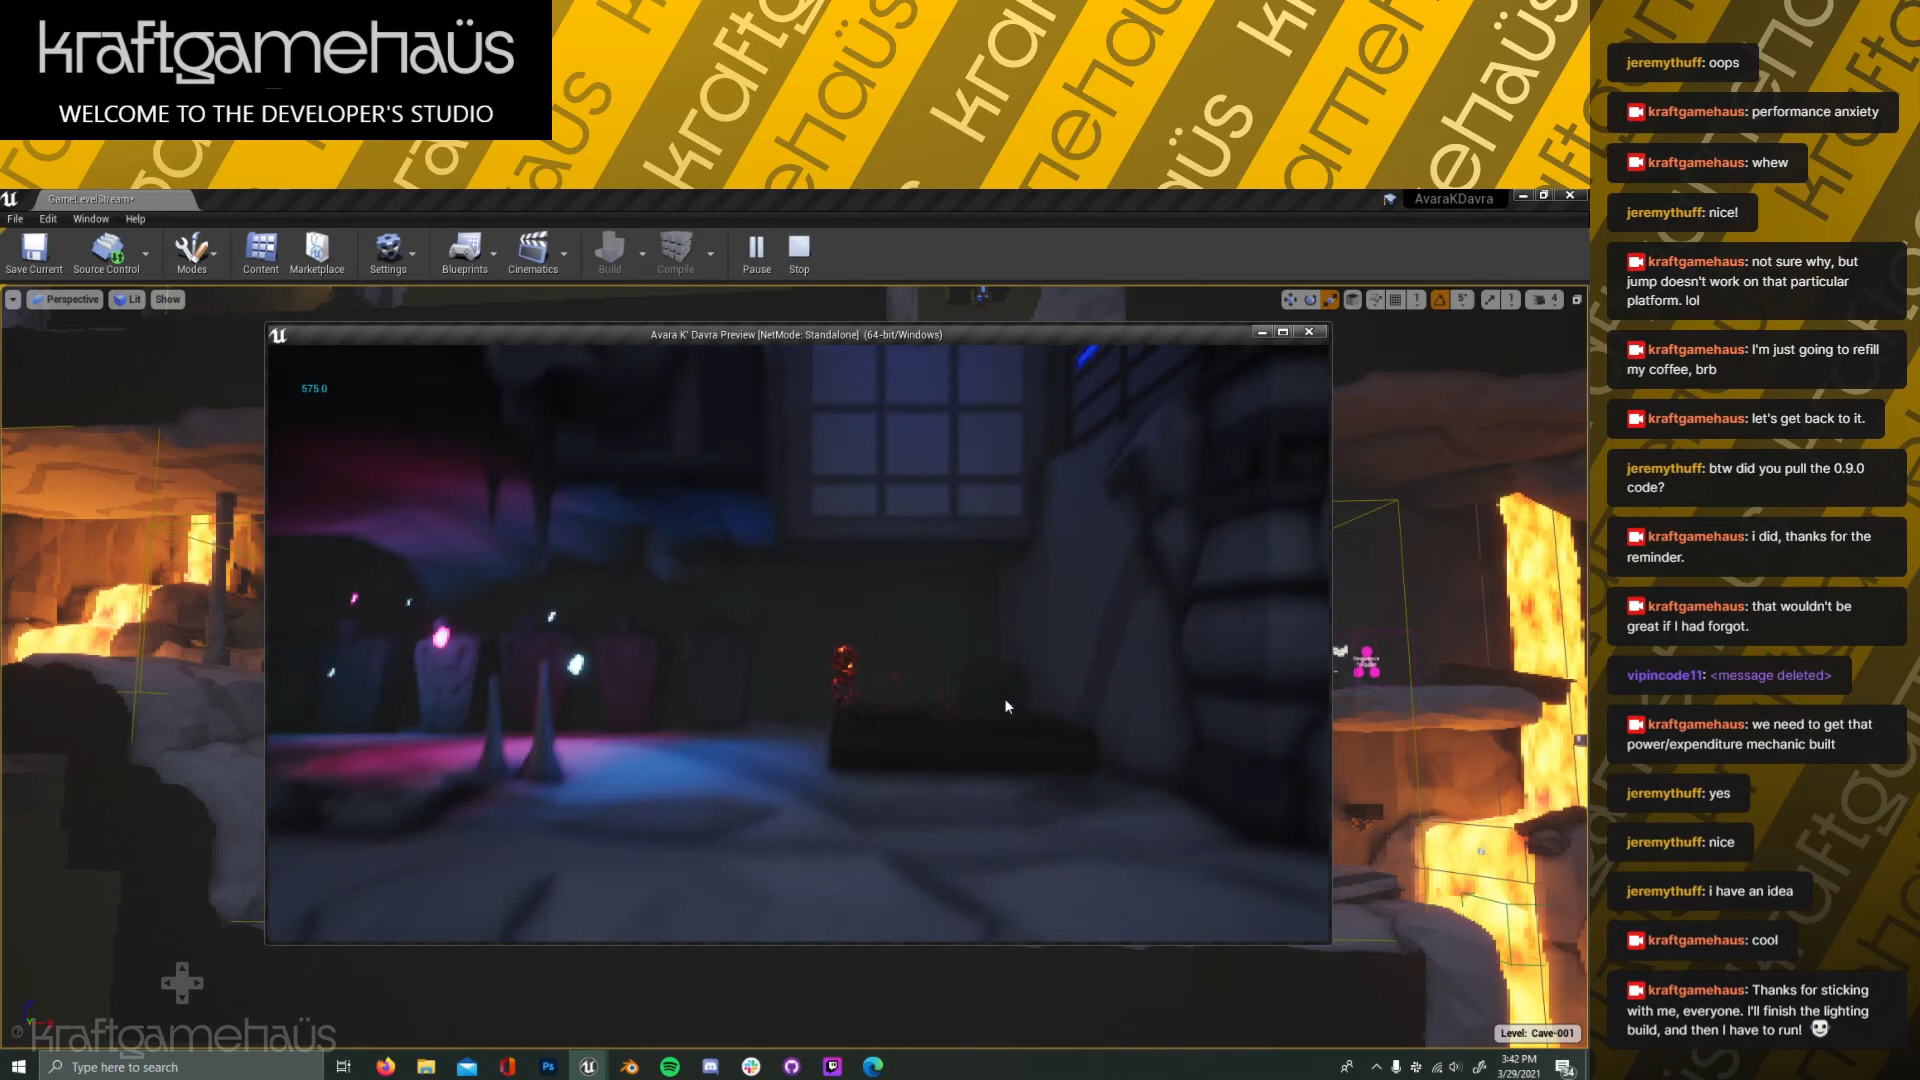 kraftgamehaüs
WELCOME TO THE DEVELOPER'S STUDIO
GameLevelStream*
AvaraKDavra
File Edit Window Help
Save Current
Source Control
Modes
Content
Marketplace
Settings
Blueprints
Cinematics
Build
Compile
Pause
Stop
Perspective
Lit
Show
1
5°
1
4
Avara K' Davra Preview [NetMode: Standalone] (64-bit/Windows)
575.0
Level: Cave-001
kraftgamehaüs
Type here to search
Ps
3:42 PM
3/29/2021
34
jeremythuff: oops
kraftgamehaus: performance anxiety
kraftgamehaus: whew
jeremythuff: nice!
kraftgamehaus: not sure why, but
jump doesn't work on that particular
platform. lol
kraftgamehaus: I'm just going to refill
my coffee, brb
kraftgamehaus: let's get back to it.
jeremythuff: btw did you pull the 0.9.0
code?
kraftgamehaus: i did, thanks for the
reminder.
kraftgamehaus: that wouldn't be
great if I had forgot.
vipincode11: <message deleted>
kraftgamehaus: we need to get that
power/expenditure mechanic built
jeremythuff: yes
jeremythuff: nice
jeremythuff: i have an idea
kraftgamehaus: cool
kraftgamehaus: Thanks for sticking
with me, everyone. I'll finish the lighting
build, and then I have to run!